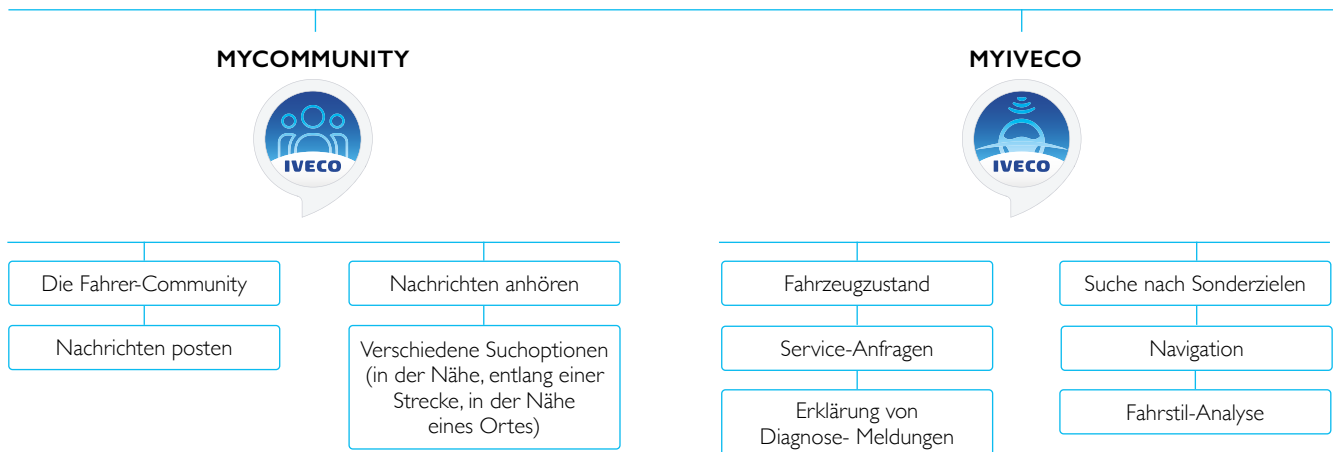 MYCOMMUNITY
IVECO
Die Fahrer-Community
Nachrichten posten
Nachrichten anhören
Verschiedene Suchoptionen
(in der Nähe, entlang einer
Strecke, in der Nähe
eines Ortes)
MYIVECO
IVECO
Fahrzeugzustand
Service-Anfragen
Erklärung von
Diagnose- Meldungen
Suche nach Sonderzielen
Navigation
Fahrstil-Analyse